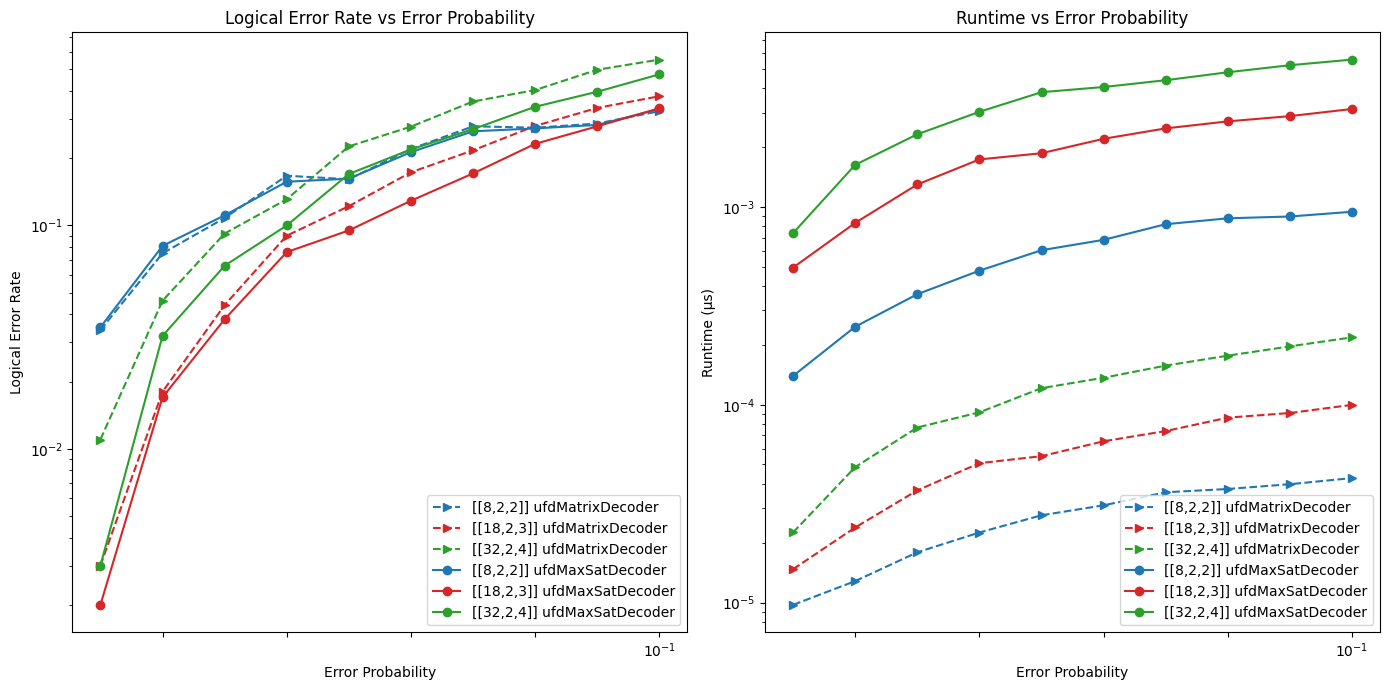 Logical Error Rate vs Error Probability
Logical Error Rate
10⁻¹
10⁻²
[[8,2,2]] ufdMatrixDecoder
[[18,2,3]] ufdMatrixDecoder
[[32,2,4]] ufdMatrixDecoder
[[8,2,2]] ufdMaxSatDecoder
[[18,2,3]] ufdMaxSatDecoder
[[32,2,4]] ufdMaxSatDecoder
10⁻¹
Error Probability
Runtime vs Error Probability
Runtime (μs)
10⁻³
10⁻⁴
10⁻⁵
[[8,2,2]] ufdMatrixDecoder
[[18,2,3]] ufdMatrixDecoder
[[32,2,4]] ufdMatrixDecoder
[[8,2,2]] ufdMaxSatDecoder
[[18,2,3]] ufdMaxSatDecoder
[[32,2,4]] ufdMaxSatDecoder
10⁻¹
Error Probability